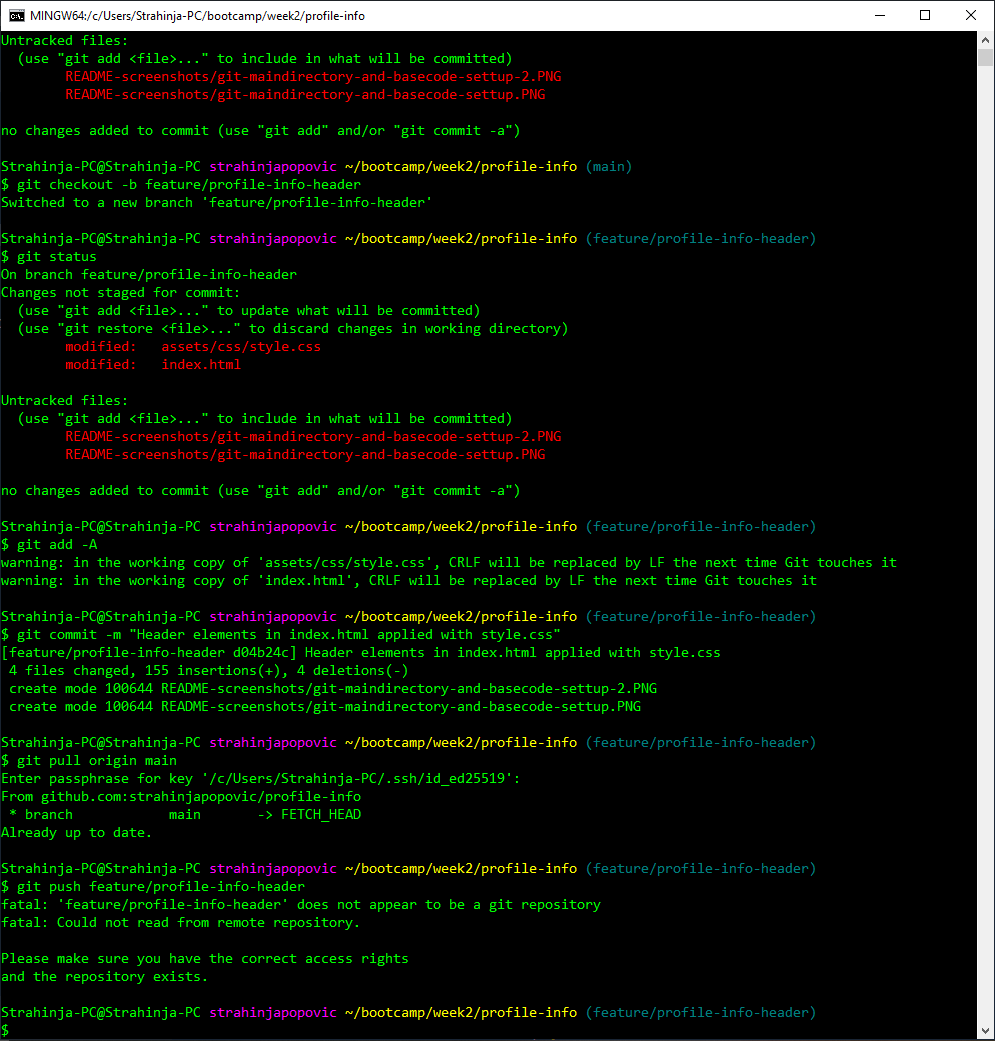 MINGW64:/c/Users/Strahinja-PC/bootcamp/week2/profile-info
Untracked files:
  (use "git add <file>..." to include in what will be committed)
        README-screenshots/git-maindirectory-and-basecode-settup-2.PNG
        README-screenshots/git-maindirectory-and-basecode-settup.PNG

no changes added to commit (use "git add" and/or "git commit -a")

Strahinja-PC@Strahinja-PC strahinjapopovic ~/bootcamp/week2/profile-info (main)
$ git checkout -b feature/profile-info-header
Switched to a new branch 'feature/profile-info-header'

Strahinja-PC@Strahinja-PC strahinjapopovic ~/bootcamp/week2/profile-info (feature/profile-info-header)
$ git status
On branch feature/profile-info-header
Changes not staged for commit:
  (use "git add <file>..." to update what will be committed)
  (use "git restore <file>..." to discard changes in working directory)
        modified:   assets/css/style.css
        modified:   index.html

Untracked files:
  (use "git add <file>..." to include in what will be committed)
        README-screenshots/git-maindirectory-and-basecode-settup-2.PNG
        README-screenshots/git-maindirectory-and-basecode-settup.PNG

no changes added to commit (use "git add" and/or "git commit -a")

Strahinja-PC@Strahinja-PC strahinjapopovic ~/bootcamp/week2/profile-info (feature/profile-info-header)
$ git add -A
warning: in the working copy of 'assets/css/style.css', CRLF will be replaced by LF the next time Git touches it
warning: in the working copy of 'index.html', CRLF will be replaced by LF the next time Git touches it

Strahinja-PC@Strahinja-PC strahinjapopovic ~/bootcamp/week2/profile-info (feature/profile-info-header)
$ git commit -m "Header elements in index.html applied with style.css"
[feature/profile-info-header d04b24c] Header elements in index.html applied with style.css
 4 files changed, 155 insertions(+), 4 deletions(-)
 create mode 100644 README-screenshots/git-maindirectory-and-basecode-settup-2.PNG
 create mode 100644 README-screenshots/git-maindirectory-and-basecode-settup.PNG

Strahinja-PC@Strahinja-PC strahinjapopovic ~/bootcamp/week2/profile-info (feature/profile-info-header)
$ git pull origin main
Enter passphrase for key '/c/Users/Strahinja-PC/.ssh/id_ed25519':
From github.com:strahinjapopovic/profile-info
 * branch            main       -> FETCH_HEAD
Already up to date.

Strahinja-PC@Strahinja-PC strahinjapopovic ~/bootcamp/week2/profile-info (feature/profile-info-header)
$ git push feature/profile-info-header
fatal: 'feature/profile-info-header' does not appear to be a git repository
fatal: Could not read from remote repository.

Please make sure you have the correct access rights
and the repository exists.

Strahinja-PC@Strahinja-PC strahinjapopovic ~/bootcamp/week2/profile-info (feature/profile-info-header)
$